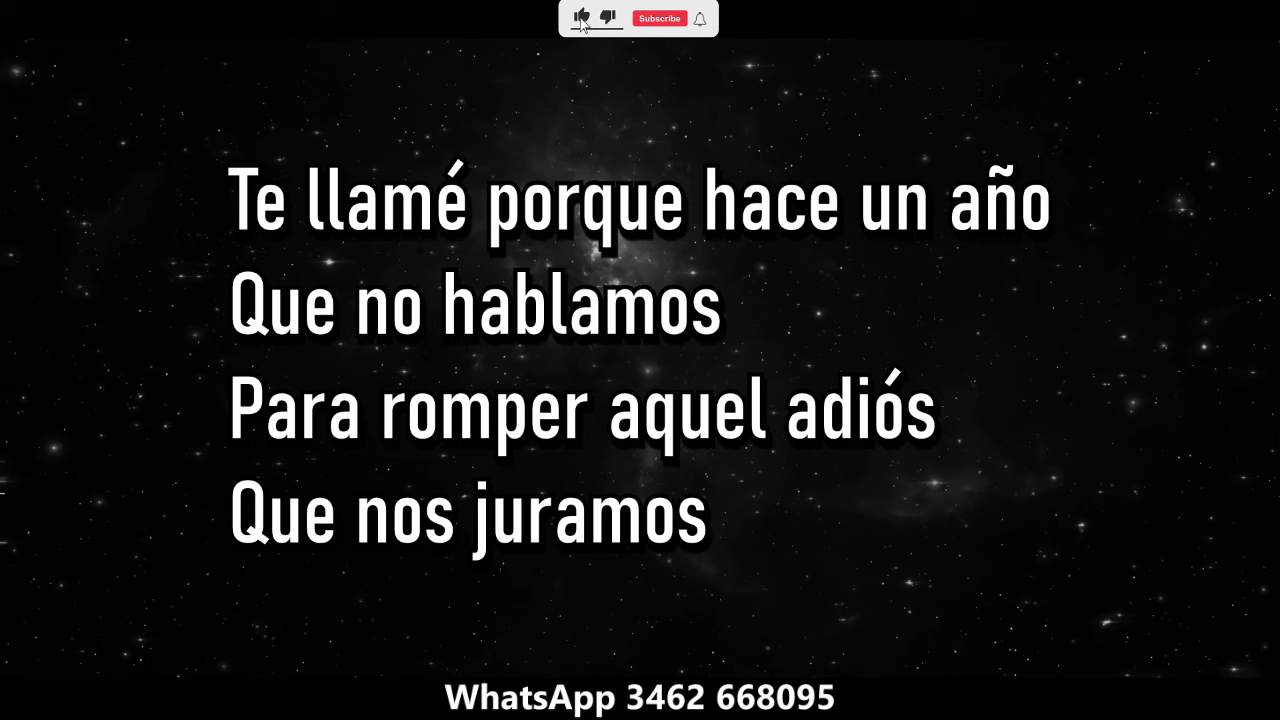 Subscribe
Te llamé porque hace un año
Que no hablamos
Para romper aquel adiós
Que nos juramos
WhatsApp 3462 668095